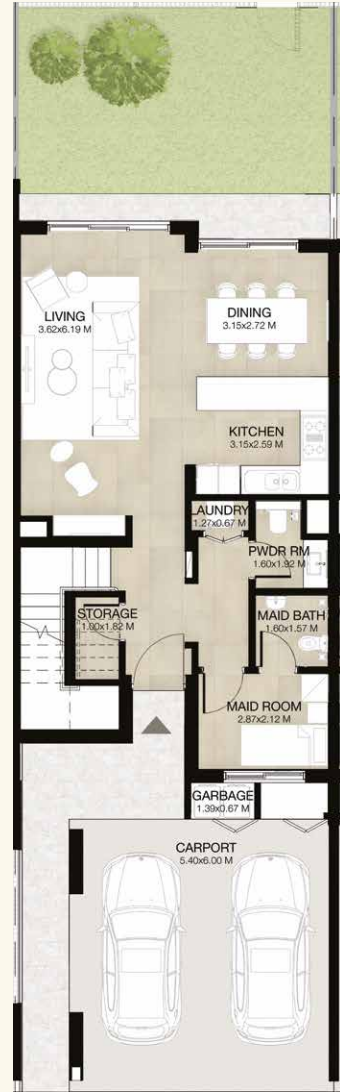 LIVING
3.62x6.19 M
DINING
3.15x2.72 M
KITCHEN
3.15x2.59 M
LAUNDRY
1.27x0.67 M
PWDR RM
1.60x1.92 M
STORAGE
1.00x1.82 M
MAID BATH
1.60x1.57 M
MAID ROOM
2.87x2.12 M
GARBAGE
1.39x0.67 M
CARPORT
5.40x6.00 M